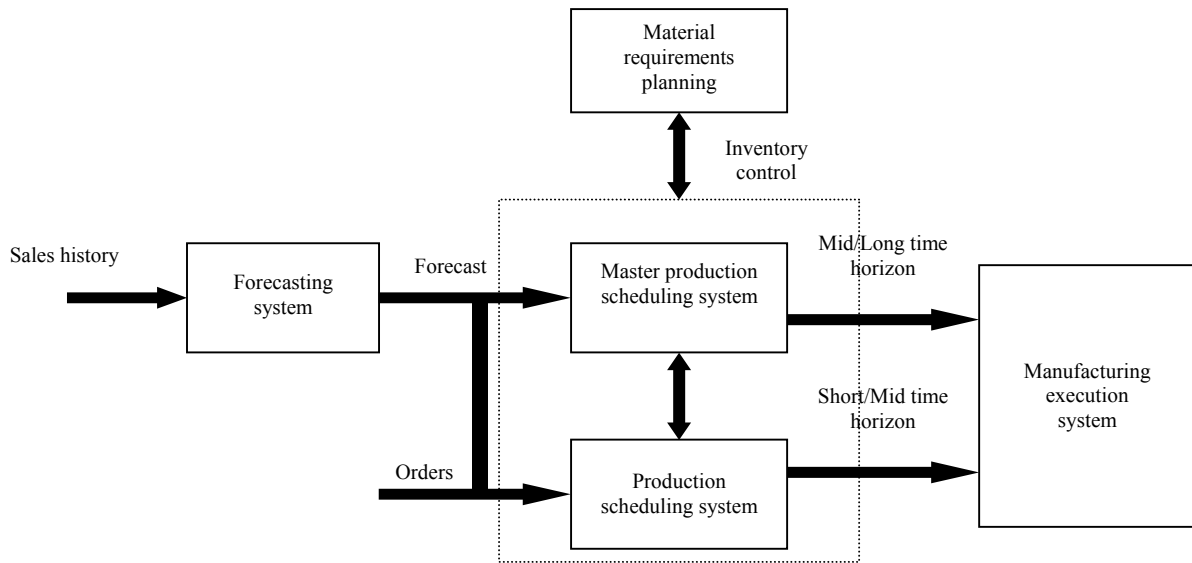 Material
requirements
planning
Inventory
control
Sales history
Forecasting
system
Forecast
Master production
scheduling system
Mid/Long time
horizon
Manufacturing
execution
system
Short/Mid time
horizon
Orders
Production
scheduling system